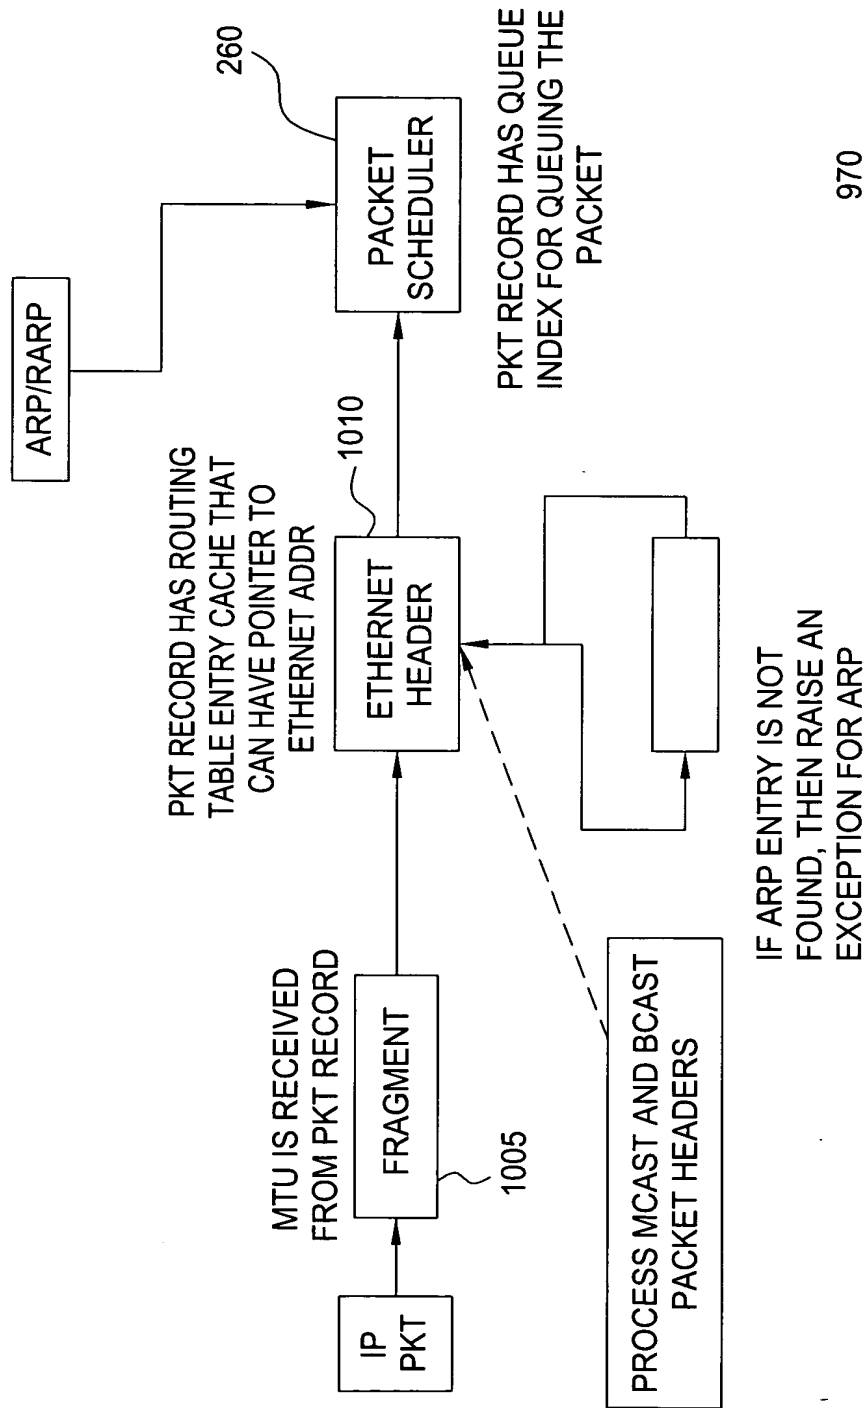 IP
PKT
MTU IS RECEIVED
FROM PKT RECORD
FRAGMENT
1005
PKT RECORD HAS ROUTING
TABLE ENTRY CACHE THAT
CAN HAVE POINTER TO
ETHERNET ADDR
1010
ETHERNET
HEADER
ARP/RARP
260
PACKET
SCHEDULER
PKT RECORD HAS QUEUE
INDEX FOR QUEUING THE
PACKET
PROCESS MCAST AND BCAST
PACKET HEADERS
IF ARP ENTRY IS NOT
FOUND, THEN RAISE AN
EXCEPTION FOR ARP
970